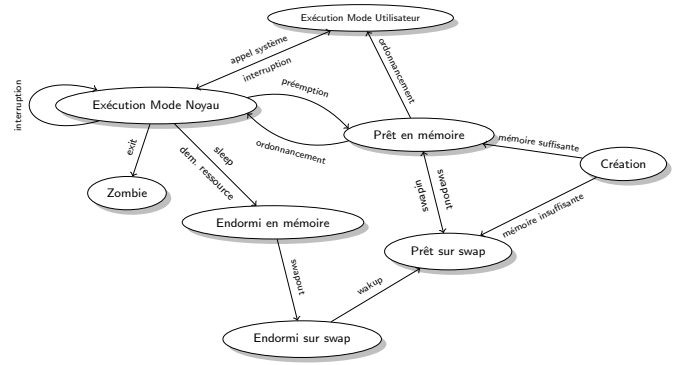 Exécution Mode Utilisateur
appel système
interruption
ordonnancement
interruption
Exécution Mode Noyau
préemption
ordonnancement
Prêt en mémoire
mémoire suffisante
Création
exit
sleep
dem. ressource
Zombie
swapout
swapin
mémoire insuffisante
Endormi en mémoire
Prêt sur swap
swapout
wakup
Endormi sur swap